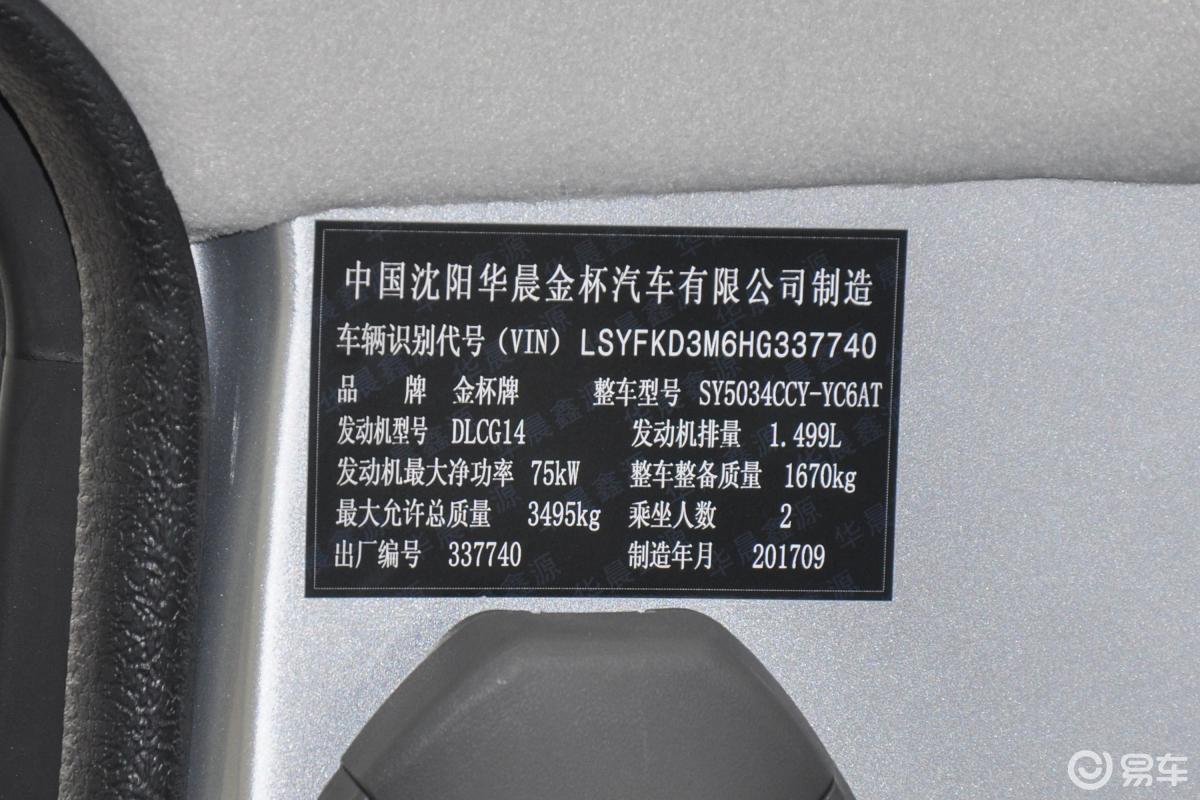 中国沈阳华晨金杯汽车有限公司制造
车辆识别代号（VIN） LSYFKD3M6HG337740
品 牌 金杯牌 整车型号 SY5034CCY-YC6AT
发动机型号 DLCG14 发动机排量 1.499L
发动机最大净功率 75kW 整车整备质量 1670kg
最大允许总质量 3495kg 乘坐人数 2
出厂编号 337740 制造年月 201709
华晨鑫源
易车